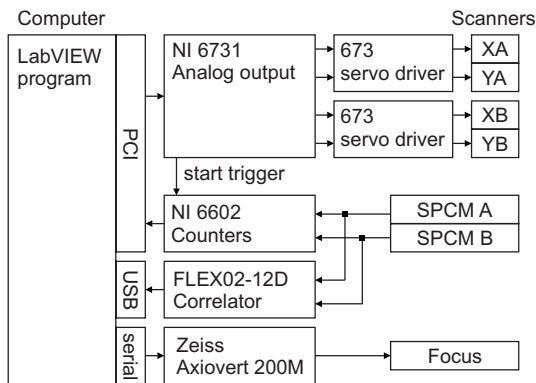 Computer
Scanners
LabVIEW
program
PCI
NI 6731
Analog output
673
servo driver
XA
YA
673
servo driver
XB
YB
start trigger
NI 6602
Counters
SPCM A
SPCM B
USB
FLEX02-12D
Correlator
serial
Zeiss
Axiovert 200M
Focus